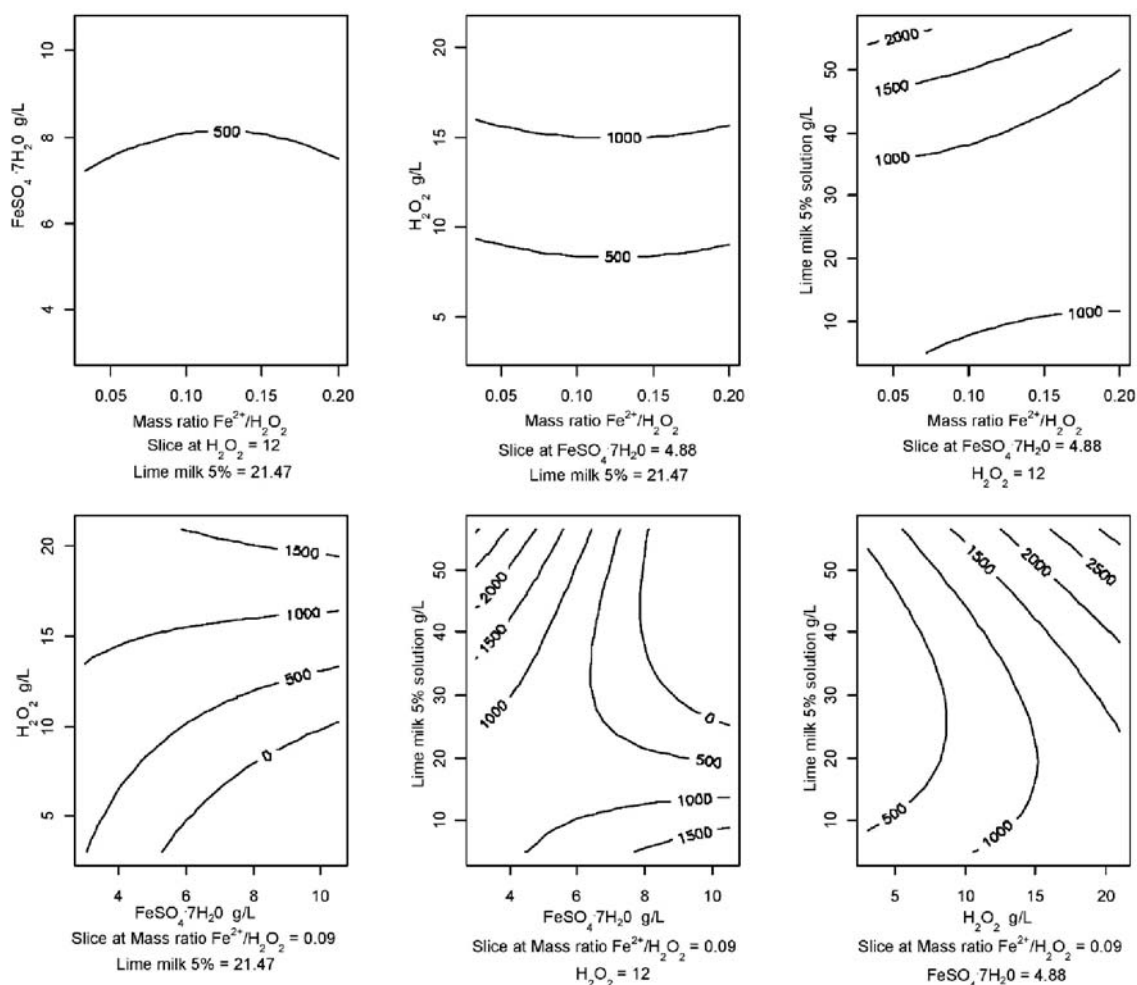 FeSO₄·7H₂0 g/L
10
8
6
4
500
0.05 0.10 0.15 0.20
Mass ratio Fe²⁺/H₂O₂
Slice at H₂O₂ = 12
Lime milk 5% = 21.47
H₂O₂ g/L
20
15
10
5
1000
500
0.05 0.10 0.15 0.20
Mass ratio Fe²⁺/H₂O₂
Slice at FeSO₄·7H₂0 = 4.88
Lime milk 5% = 21.47
Lime milk 5% solution g/L
50
40
30
20
10
2000
1500
1000
1000
0.05 0.10 0.15 0.20
Mass ratio Fe²⁺/H₂O₂
Slice at FeSO₄·7H₂0 = 4.88
H₂O₂ = 12
H₂O₂ g/L
20
15
10
5
1500
1000
500
0
4 6 8 10
FeSO₄·7H₂0 g/L
Slice at Mass ratio Fe²⁺/H₂O₂ = 0.09
Lime milk 5% = 21.47
Lime milk 5% solution g/L
50
40
30
20
10
2000
1500
1000
0
500
1000
1500
4 6 8 10
FeSO₄·7H₂0 g/L
Slice at Mass ratio Fe²⁺/H₂O₂ = 0.09
H₂O₂ = 12
Lime milk 5% solution g/L
50
40
30
20
10
1500
2000
2500
500
1000
5 10 15 20
H₂O₂ g/L
Slice at Mass ratio Fe²⁺/H₂O₂ = 0.09
FeSO₄·7H₂0 = 4.88